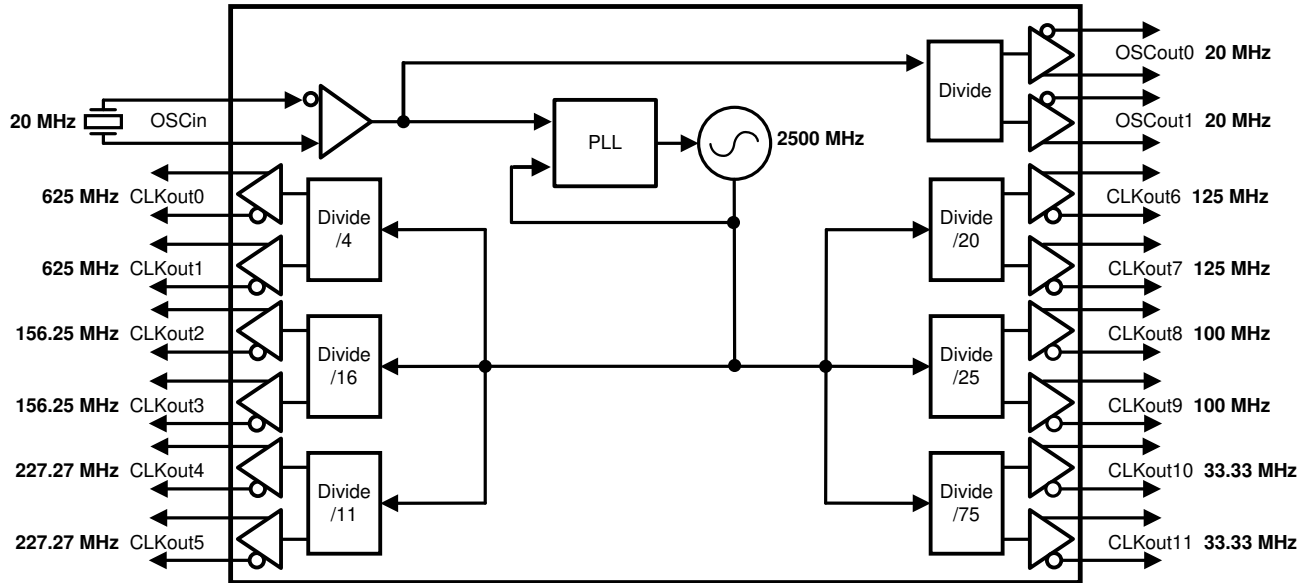 OSCout0 20 MHz
Divide
20 MHz
OSCin
OSCout1 20 MHz
PLL
2500 MHz
625 MHz CLKout0
Divide
/4
Divide
/20
CLKout6 125 MHz
625 MHz CLKout1
CLKout7 125 MHz
156.25 MHz CLKout2
Divide
/16
Divide
/25
CLKout8 100 MHz
156.25 MHz CLKout3
CLKout9 100 MHz
227.27 MHz CLKout4
Divide
/11
Divide
/75
CLKout10 33.33 MHz
227.27 MHz CLKout5
CLKout11 33.33 MHz